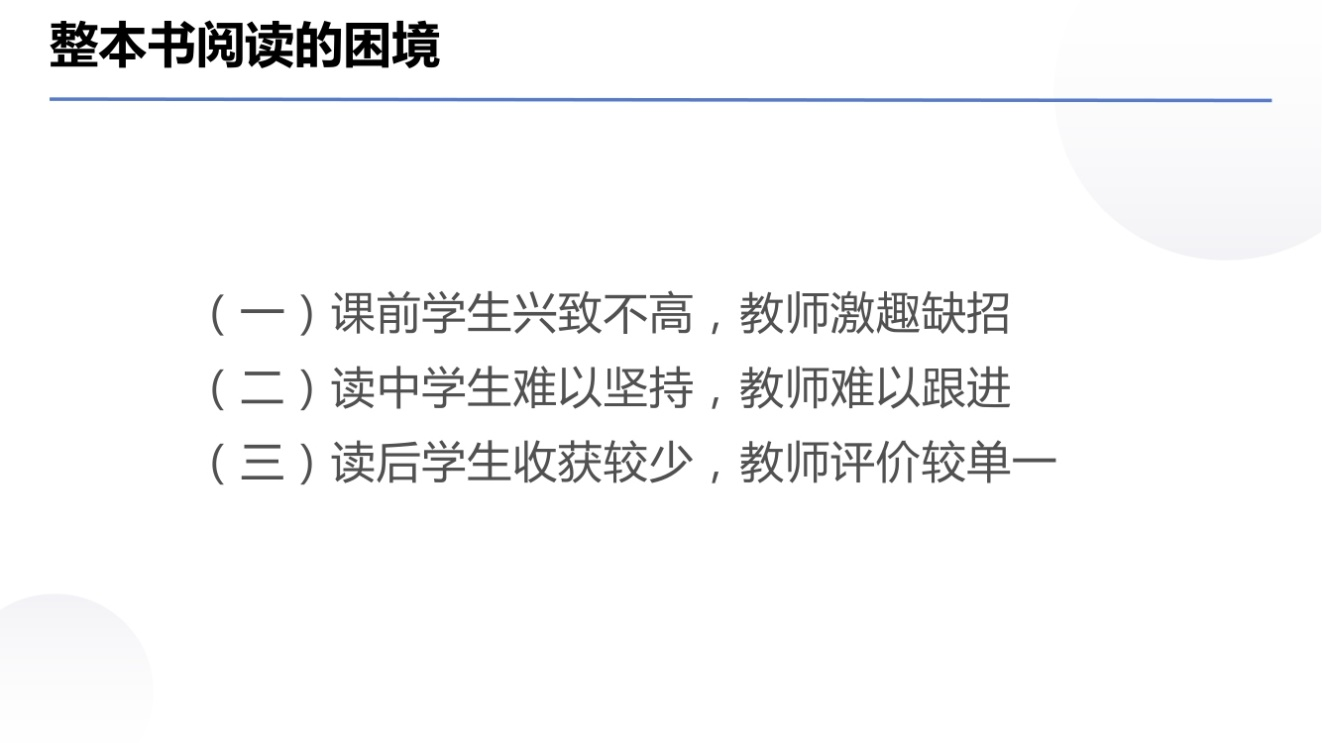 整本书阅读的困境
（一）课前学生兴致不高，教师激趣缺招
（二）读中学生难以坚持，教师难以跟进
（三）读后学生收获较少，教师评价较单一